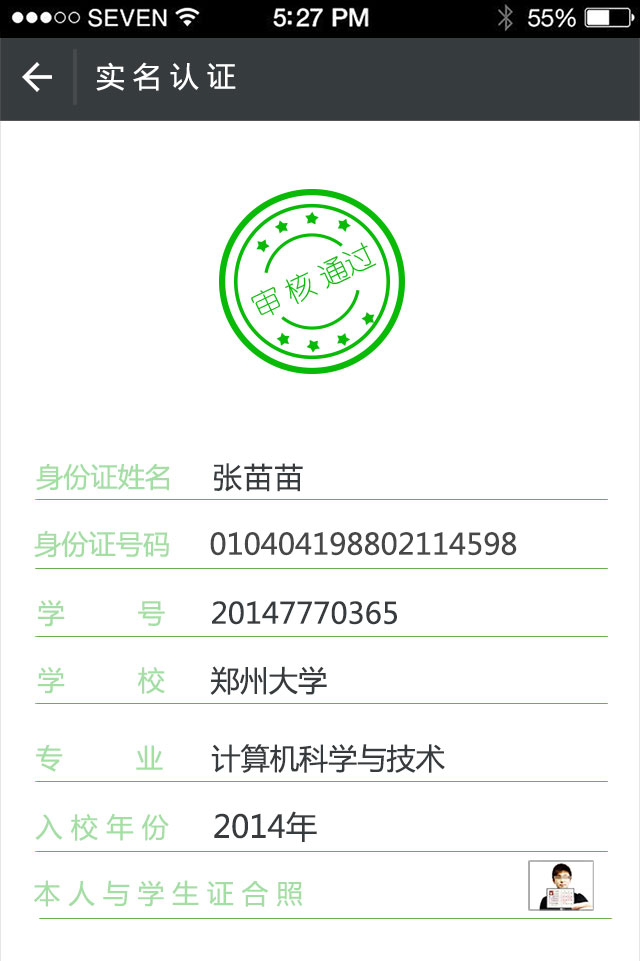 SEVEN 5:27 PM 55%
实名认证
审核通过
身份证姓名 张苗苗
身份证号码 010404198802114598
学号 20147770365
学校 郑州大学
专业 计算机科学与技术
入校年份 2014年
本人与学生证合照